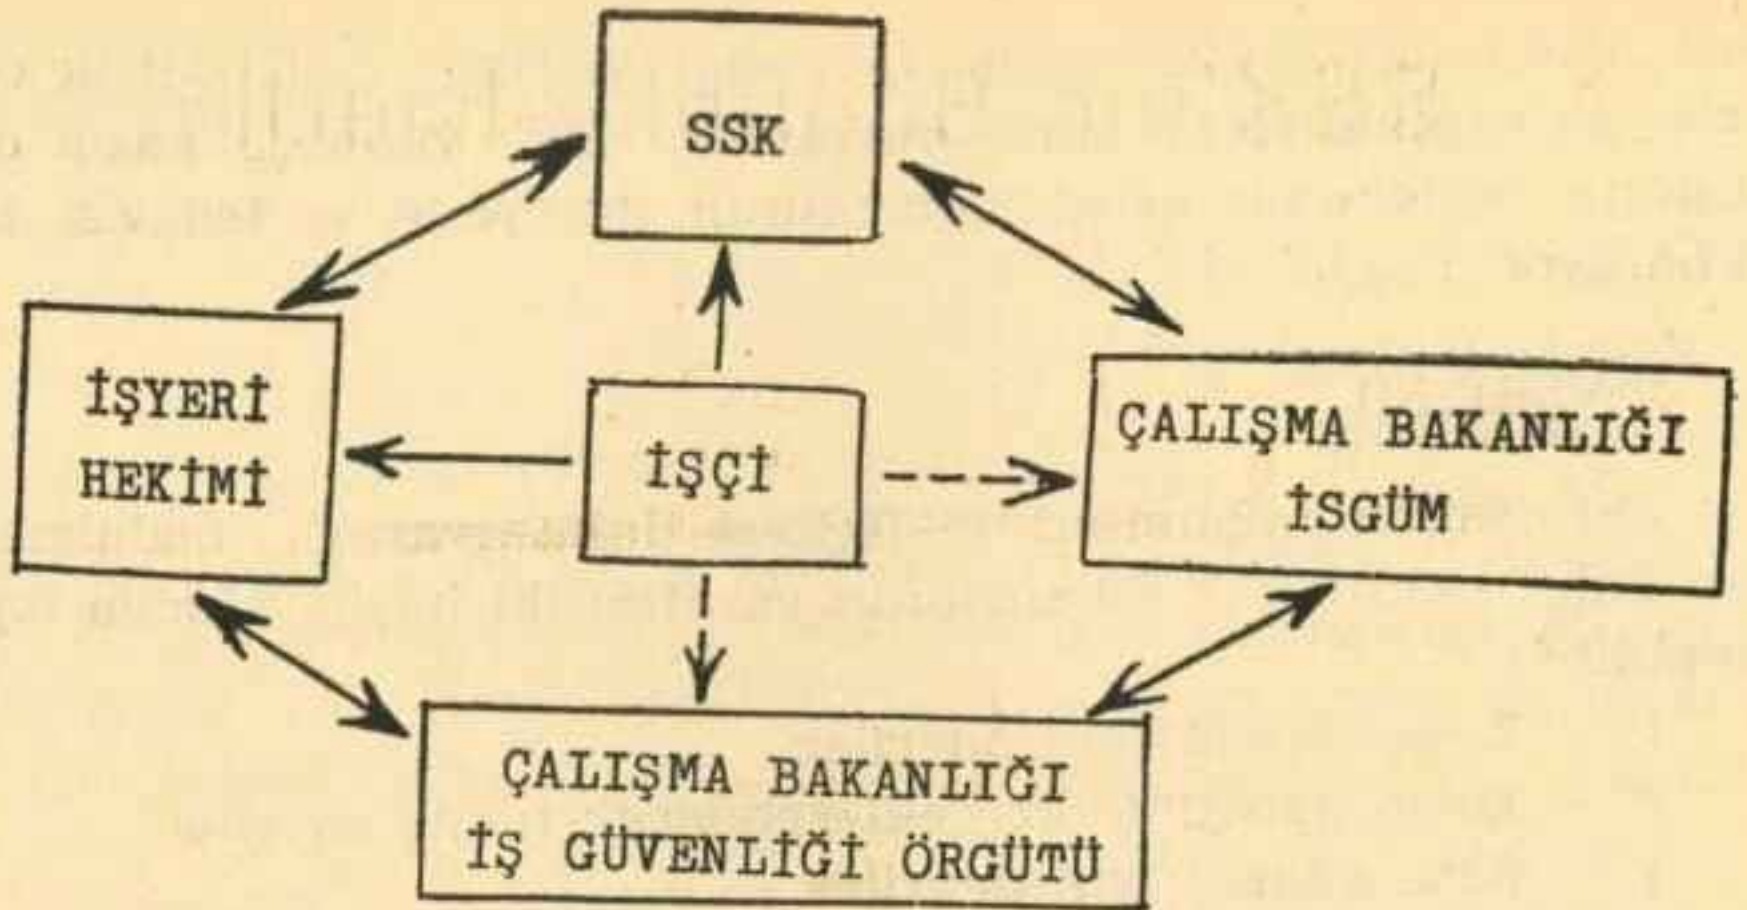 SSK
İŞYERİ
HEKİMİ
İŞÇİ
ÇALIŞMA BAKANLIĞI
İSGÜM
ÇALIŞMA BAKANLIĞI
İŞ GÜVENLİĞİ ÖRGÜTÜ